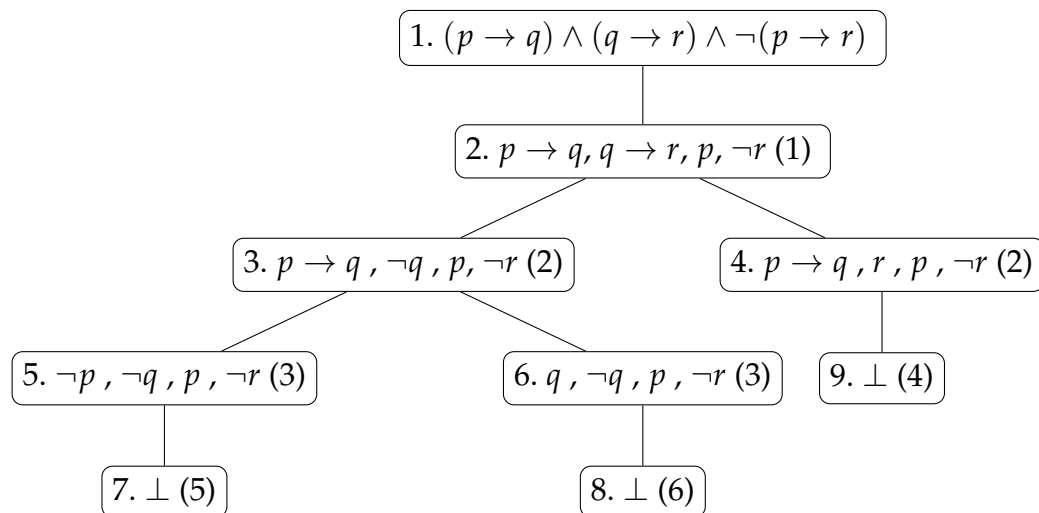 1. (p → q) ∧ (q → r) ∧ ¬(p → r)
2. p → q, q → r, p, ¬r (1)
3. p → q , ¬q , p, ¬r (2)
4. p → q , r , p , ¬r (2)
5. ¬p , ¬q , p , ¬r (3)
6. q , ¬q , p , ¬r (3)
9. ⊥ (4)
7. ⊥ (5)
8. ⊥ (6)